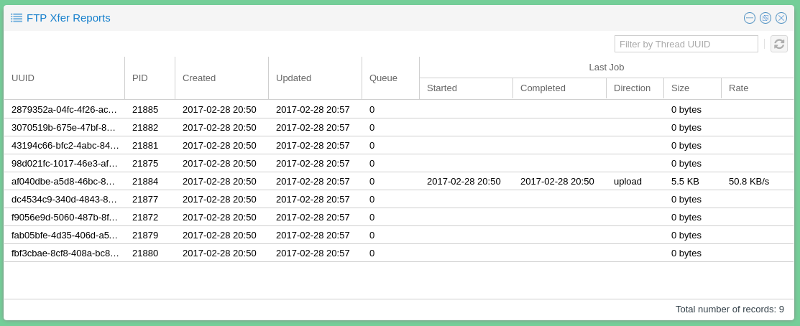 FTP Xfer Reports
Filter by Thread UUID
Last Job
UUID PID Created Updated Queue Started Completed Direction Size Rate
2879352a-04fc-4f26-ac... 21885 2017-02-28 20:50 2017-02-28 20:57 0 0 bytes
3070519b-675e-47bf-8... 21882 2017-02-28 20:50 2017-02-28 20:57 0 0 bytes
43194c66-bfc2-4abc-84... 21881 2017-02-28 20:50 2017-02-28 20:57 0 0 bytes
98d021fc-1017-46e3-af... 21875 2017-02-28 20:50 2017-02-28 20:57 0 0 bytes
af040dbe-a5d8-46bc-8... 21884 2017-02-28 20:50 2017-02-28 20:57 0 2017-02-28 20:50 2017-02-28 20:50 upload 5.5 KB 50.8 KB/s
dc4534c9-340d-4843-8... 21877 2017-02-28 20:50 2017-02-28 20:57 0 0 bytes
f9056e9d-5060-487b-8f... 21872 2017-02-28 20:50 2017-02-28 20:57 0 0 bytes
fab05bfe-4d35-406d-a5... 21879 2017-02-28 20:50 2017-02-28 20:57 0 0 bytes
fbf3cbae-8cf8-408a-bc8... 21880 2017-02-28 20:50 2017-02-28 20:57 0 0 bytes
Total number of records: 9